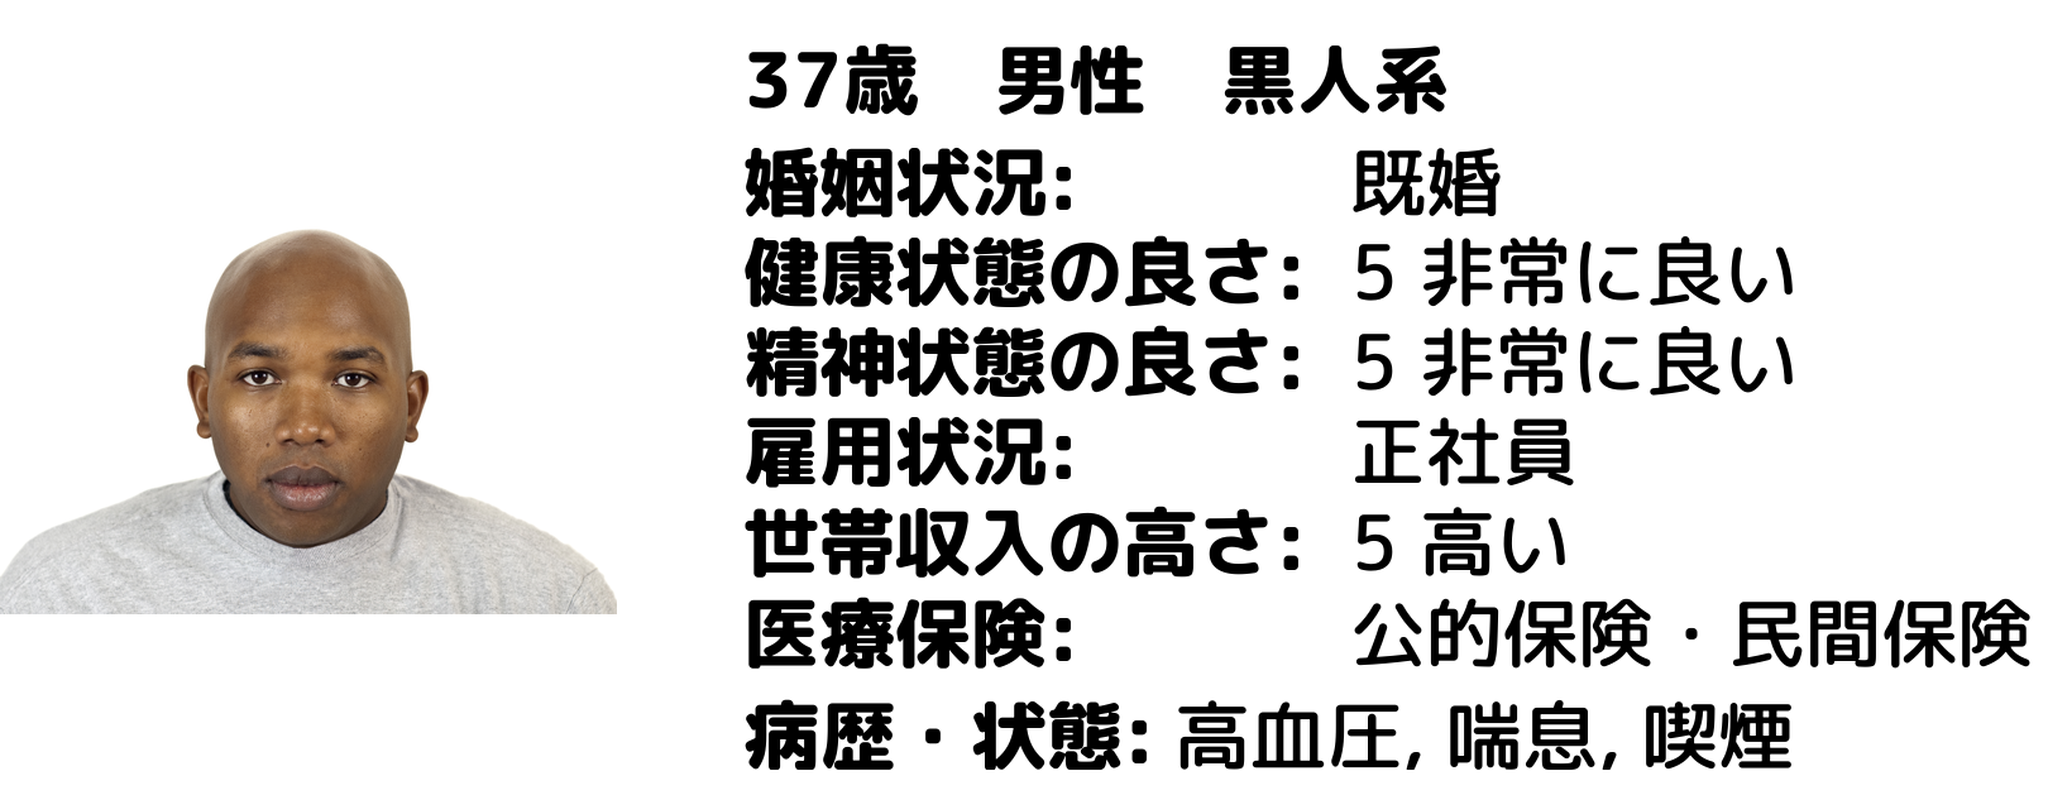 37歳　男性　黒人系
婚姻状況: 既婚
健康状態の良さ: 5 非常に良い
精神状態の良さ: 5 非常に良い
雇用状況: 正社員
世帯収入の高さ: 5 高い
医療保険: 公的保険・民間保険
病歴・状態: 高血圧, 喘息, 喫煙